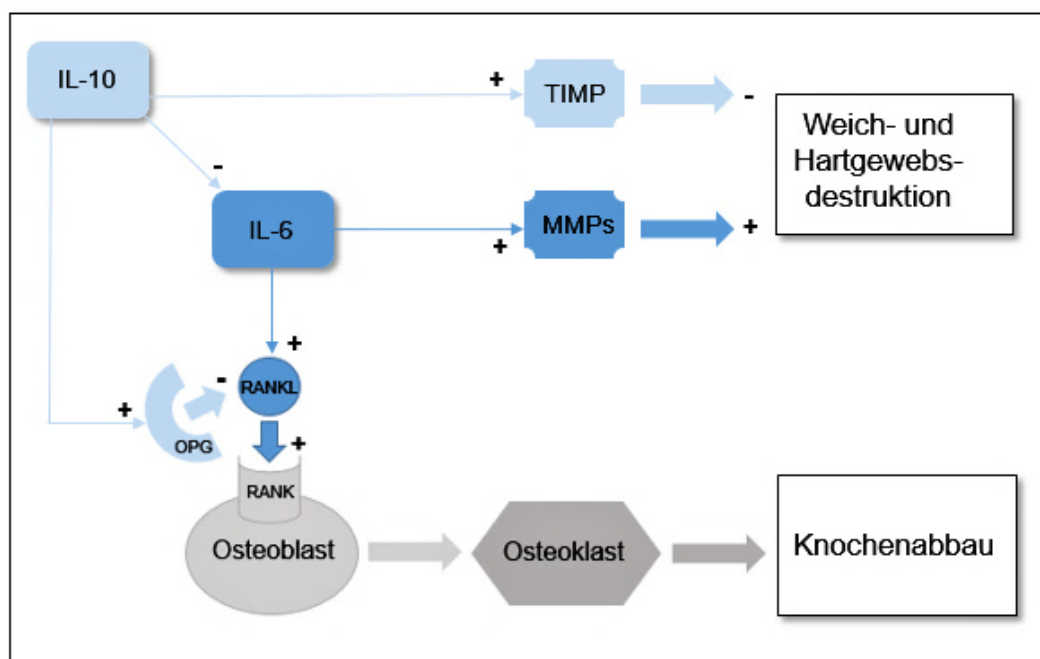 IL-10
+
TIMP
-
Weich- und
Hartgewebs-
destruktion
-
IL-6
+
MMPs
+
+
-
RANKL
+
OPG
+
RANK
Osteoblast
Osteoklast
Knochenabbau